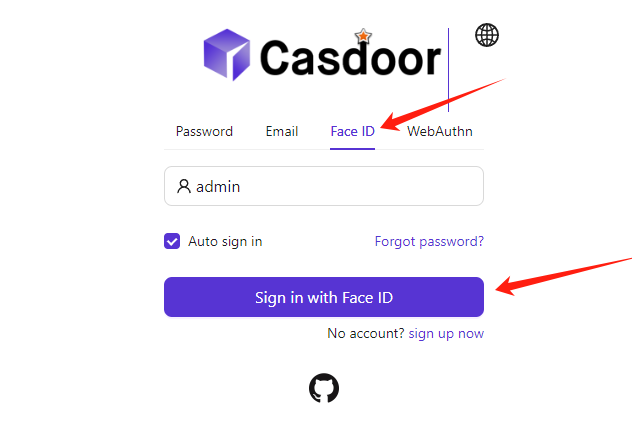 Casdoor
Password Email Face ID WebAuthn
admin
Auto sign in Forgot password?
Sign in with Face ID
No account? sign up now